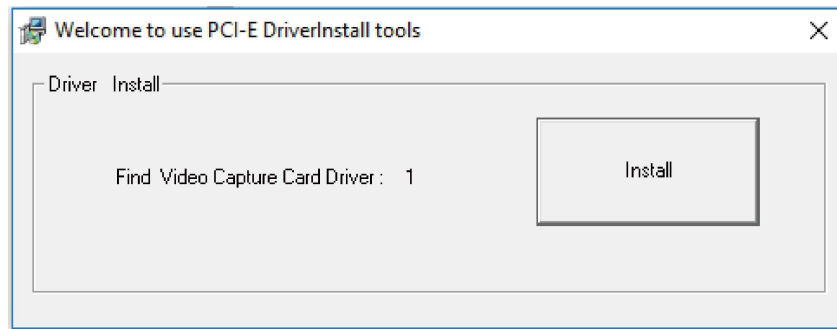 Welcome to use PCI-E DriverInstall tools
Driver Install
Find Video Capture Card Driver : 1
Install